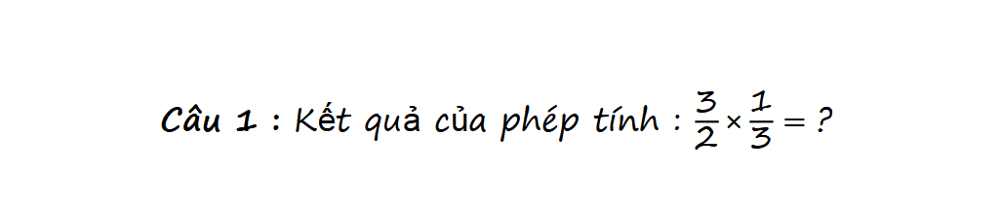 Câu 1 : Kết quả của phép tính : 3/2 × 1/3 = ?